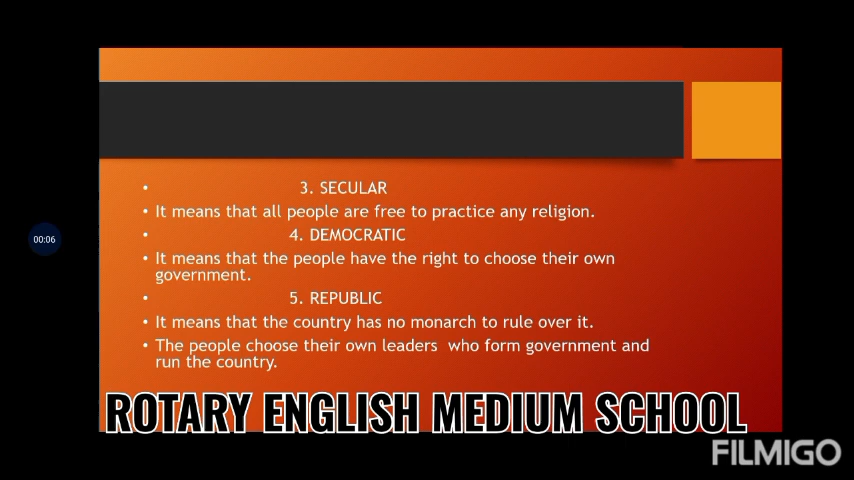 • 3. SECULAR
• It means that all people are free to practice any religion.
• 4. DEMOCRATIC
• It means that the people have the right to choose their own
government.
• 5. REPUBLIC
• It means that the country has no monarch to rule over it.
• The people choose their own leaders  who form government and
run the country.
00:06
ROTARY ENGLISH MEDIUM SCHOOL
FILMIGO